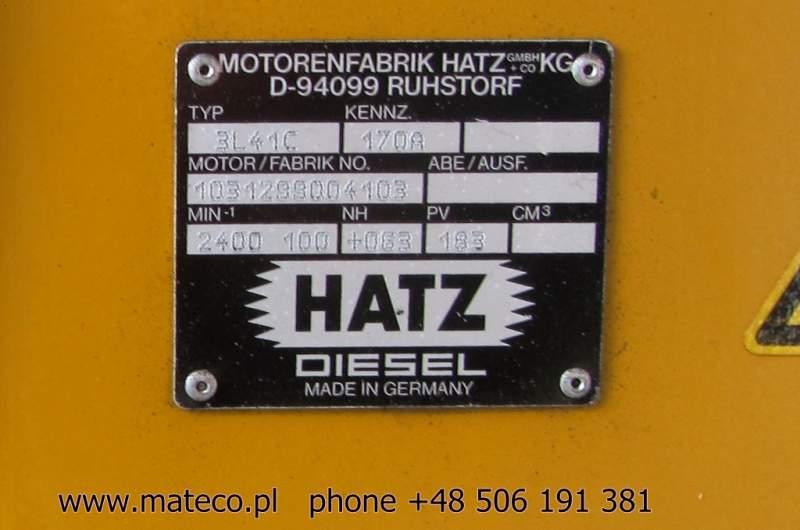 MOTORENFABRIK HATZ GMBH + CO KG
D-94099 RUHSTORF
TYP KENNZ.
3L41C 170A
MOTOR/FABRIK NO. ABE/AUSF.
1031299004103
MIN-1 NH PV CM3
2400 100 +063 183
HATZ
DIESEL
MADE IN GERMANY
www.mateco.pl phone +48 506 191 381